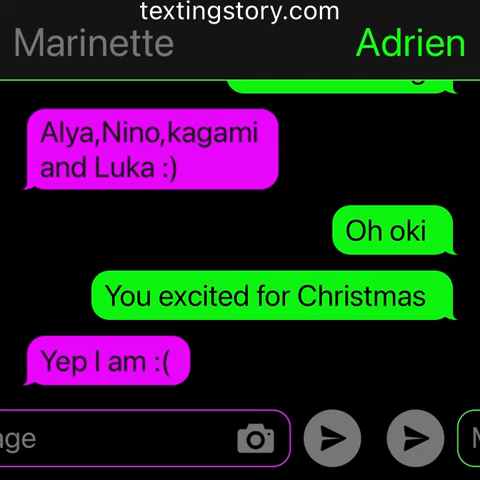 textingstory.com
Marinette Adrien
Alya,Nino,kagami
and Luka :)
Oh oki
You excited for Christmas
Yep I am :(